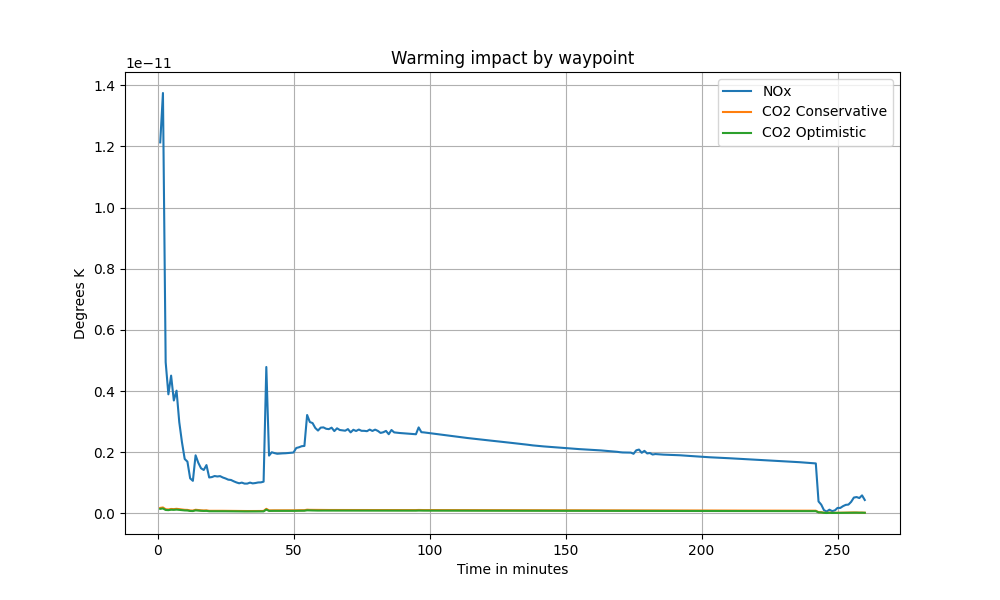 Warming impact by waypoint
1e−11
1.4
1.2
1.0
0.8
0.6
0.4
0.2
0.0
Degrees K
NOx
CO2 Conservative
CO2 Optimistic
0
50
100
150
200
250
Time in minutes